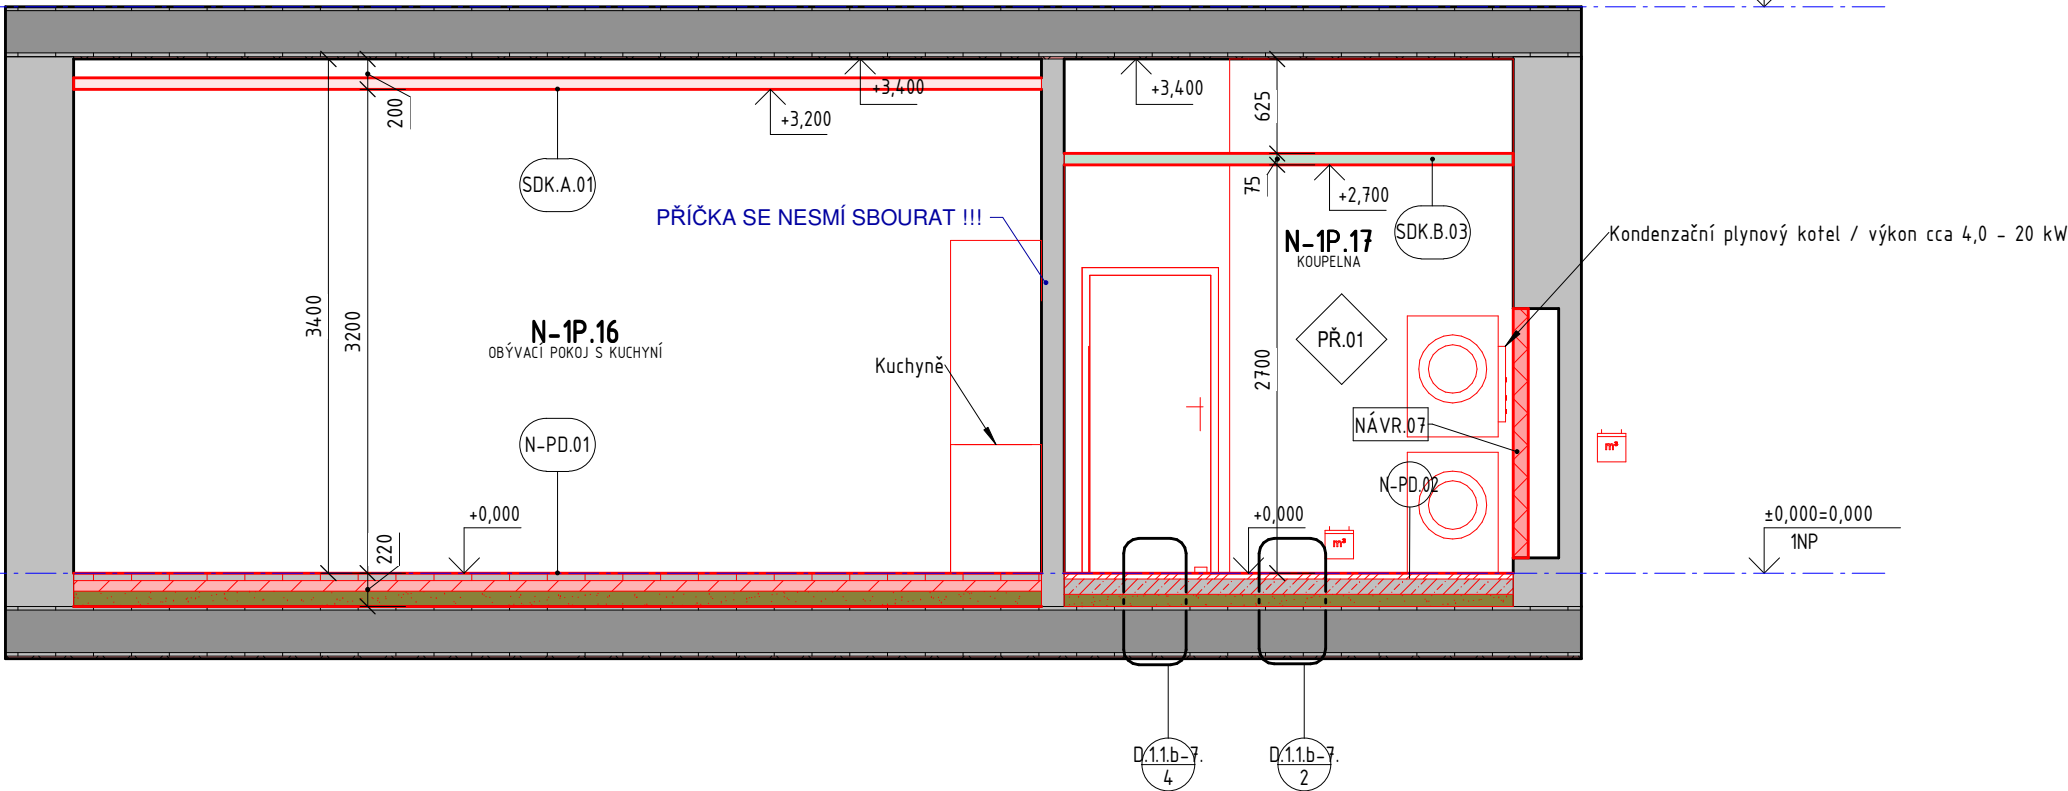 +3,400
+3,400
200
+3,200
625
SDK.A.01
75
+2,700
PŘÍČKA SE NESMÍ SBOURAT !!!
N-1P.17
KOUPELNA
SDK.B.03
Kondenzační plynový kotel / výkon cca 4,0 - 20 kW
3400
3200
N-1P.16
OBÝVACÍ POKOJ S KUCHYNÍ
PŘ.01
Kuchyně
2700
NÁVR.07
N-PD.01
m³
N-PD.02
+0,000
+0,000
±0,000=0,000
1NP
220
m³
D.1.1.b-7.
4
D.1.1.b-7.
2